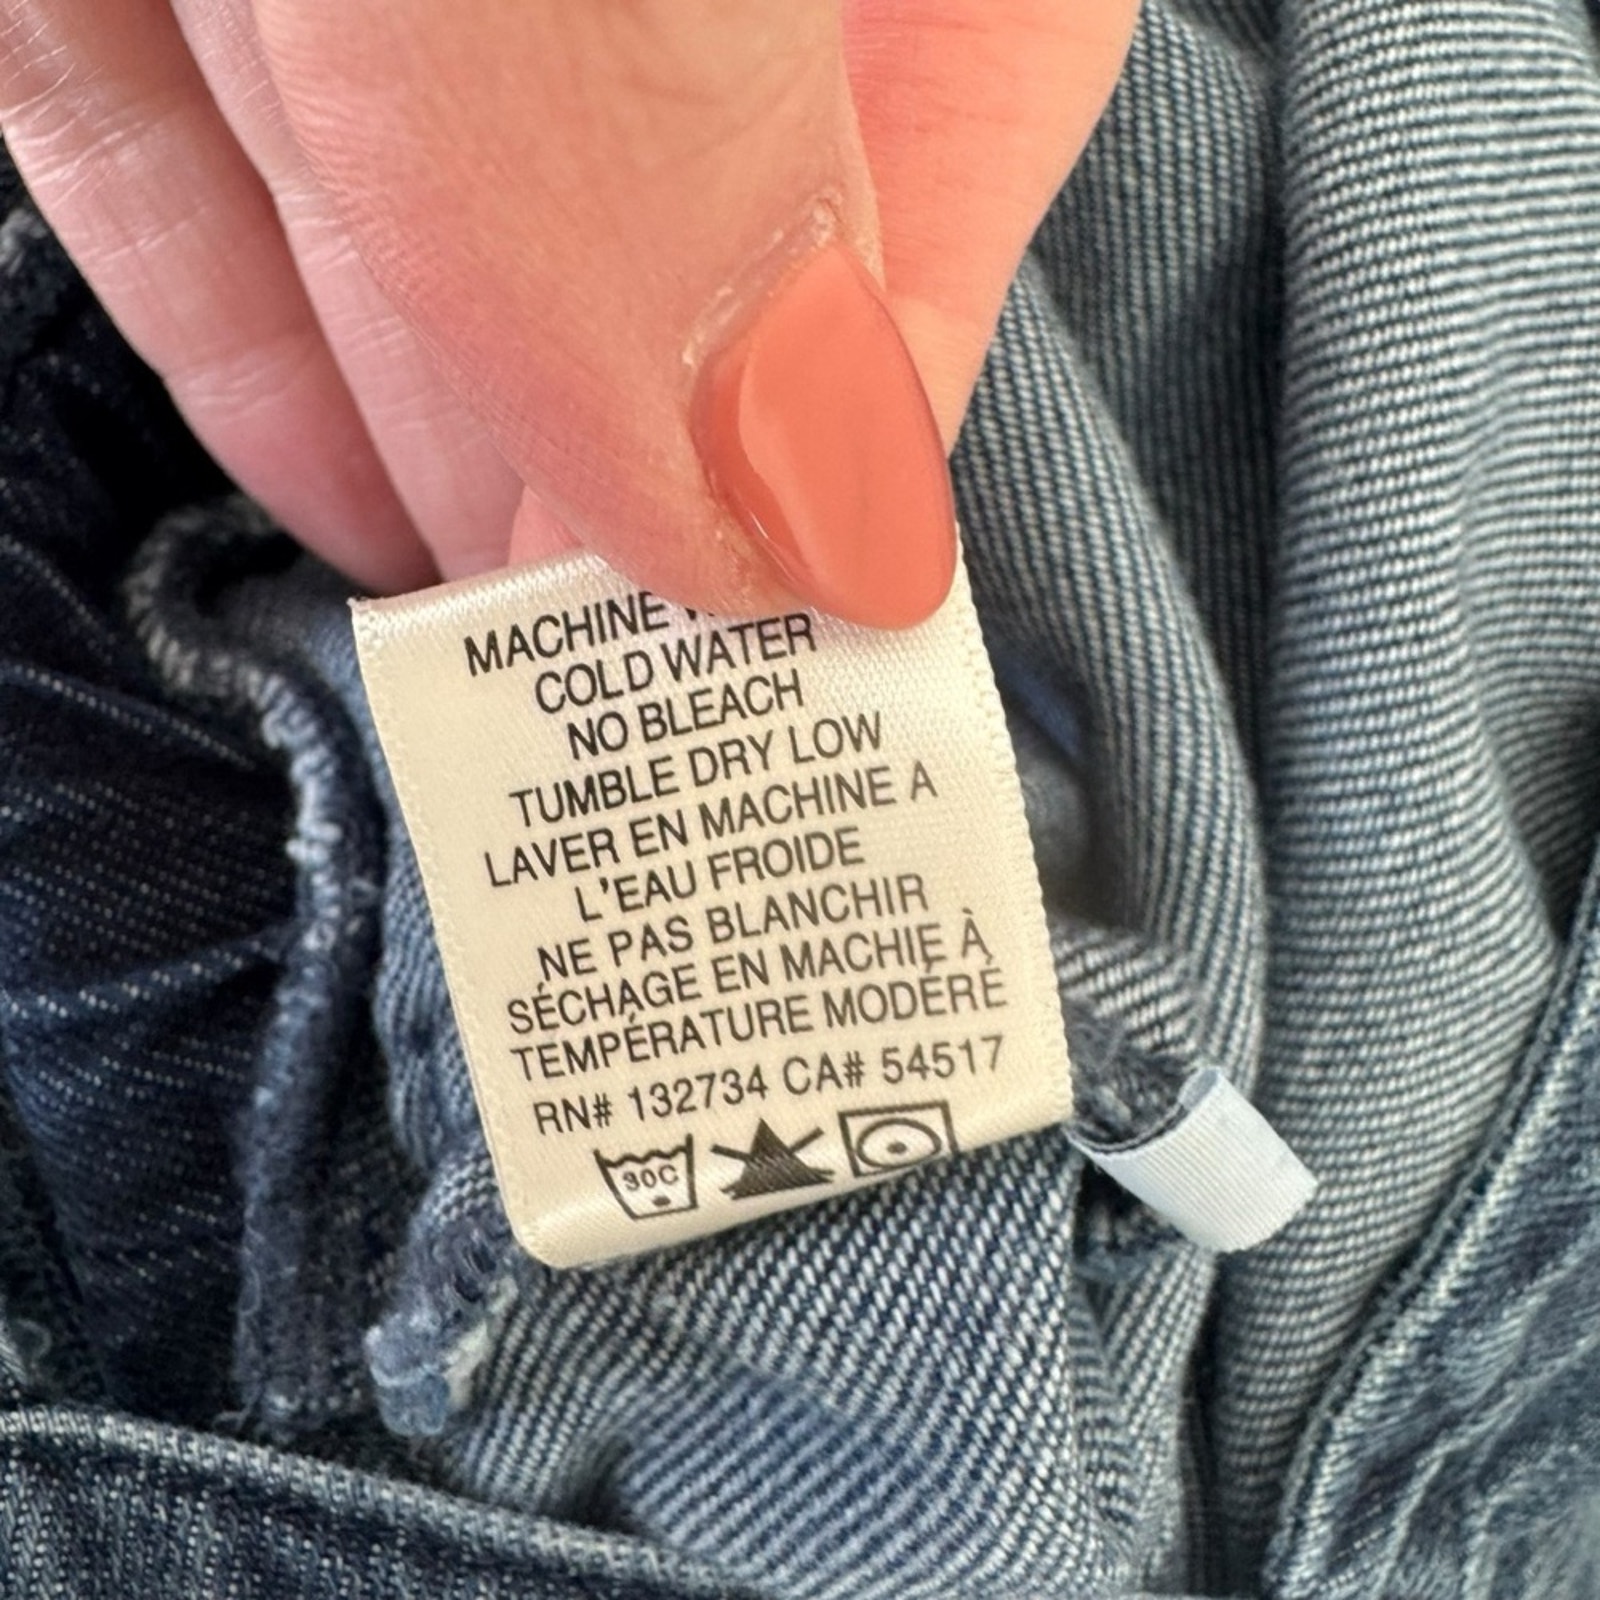 MACHINE
COLD WATER
NO BLEACH
TUMBLE DRY LOW
LAVER EN MACHINE A
L'EAU FROIDE
NE PAS BLANCHIR
SÉCHAGE EN MACHIE À
TEMPÉRATURE MODÉRÉ
RN# 132734 CA# 54517
30C